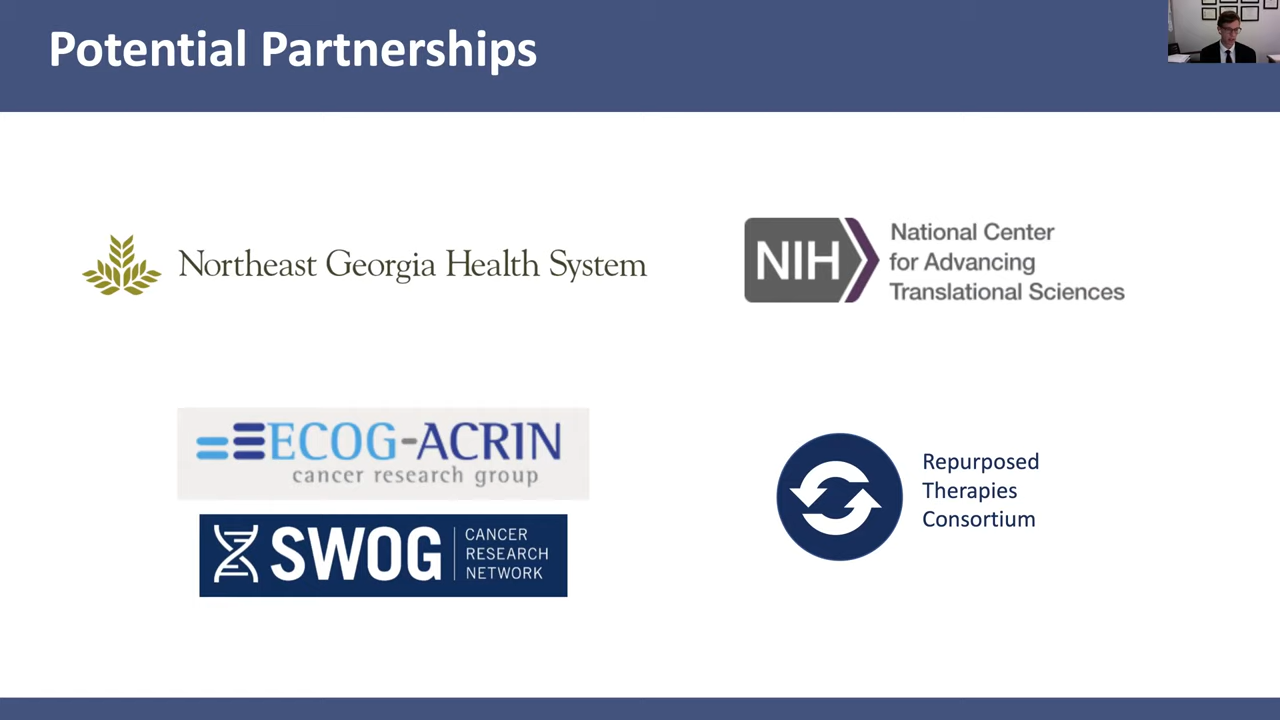 Potential Partnerships
Northeast Georgia Health System
NIH
National Center
for Advancing
Translational Sciences
ECOG-ACRIN
cancer research group
SWOG
CANCER
RESEARCH
NETWORK
Repurposed
Therapies
Consortium